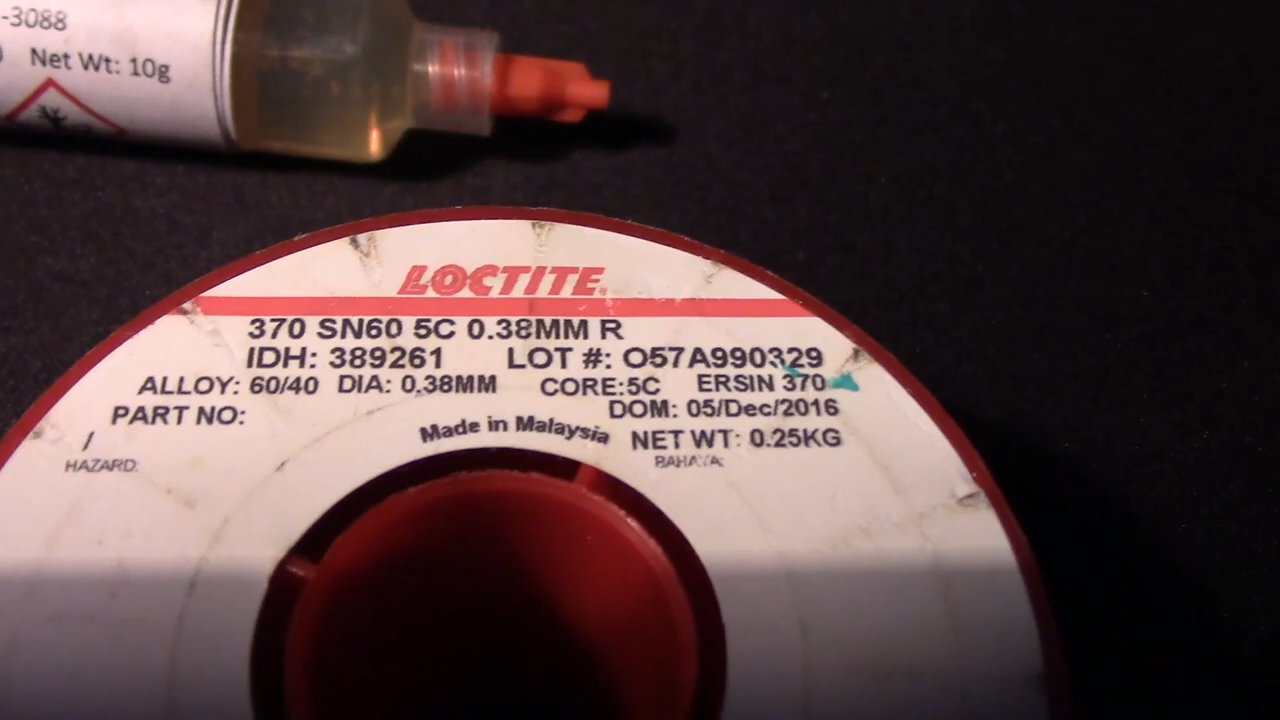 -3088
Net Wt: 10g
LOCTITE.
370 SN60 5C 0.38MM R
IDH: 389261 LOT #: O57A990329
ALLOY: 60/40 DIA: 0.38MM CORE:5C ERSIN 370
PART NO: DOM: 05/Dec/2016
Made in Malaysia NET WT: 0.25KG
/
HAZARD: BAHAYA: